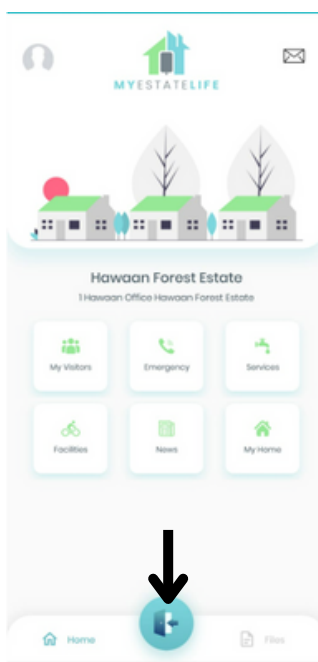 MYESTATELIFE
Hawaan Forest Estate
1 Hawaan Office Hawaan Forest Estate
My Visitors
Emergency
Services
Facilities
News
My Home
Home
Files